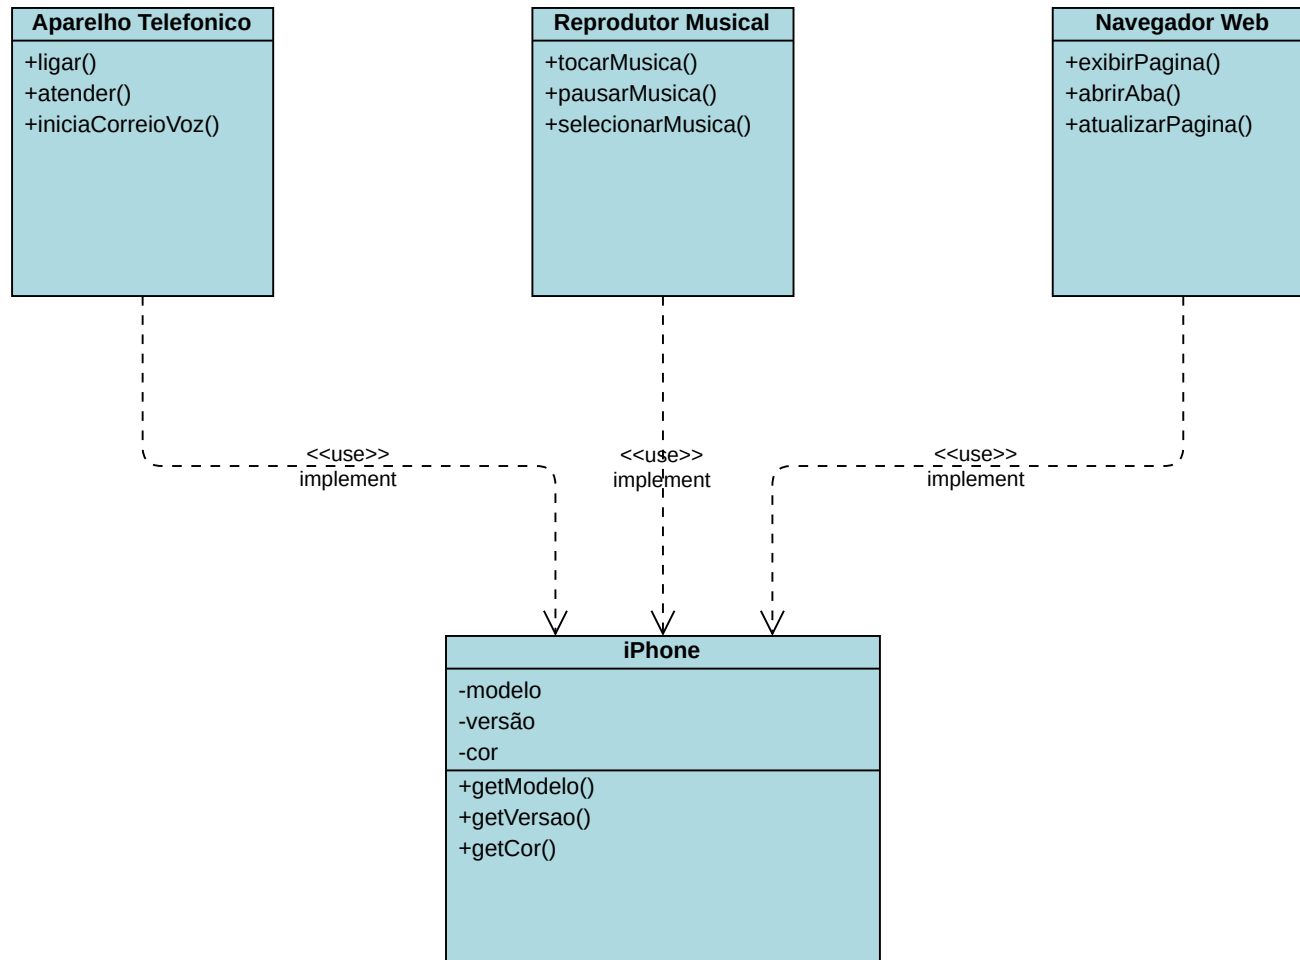 Aparelho Telefonico
+ligar()
+atender()
+iniciaCorreioVoz()
Reprodutor Musical
+tocarMusica()
+pausarMusica()
+selecionarMusica()
Navegador Web
+exibirPagina()
+abrirAba()
+atualizarPagina()
<<use>>
implement
<<use>>
implement
<<use>>
implement
iPhone
-modelo
-versão
-cor
+getModelo()
+getVersao()
+getCor()